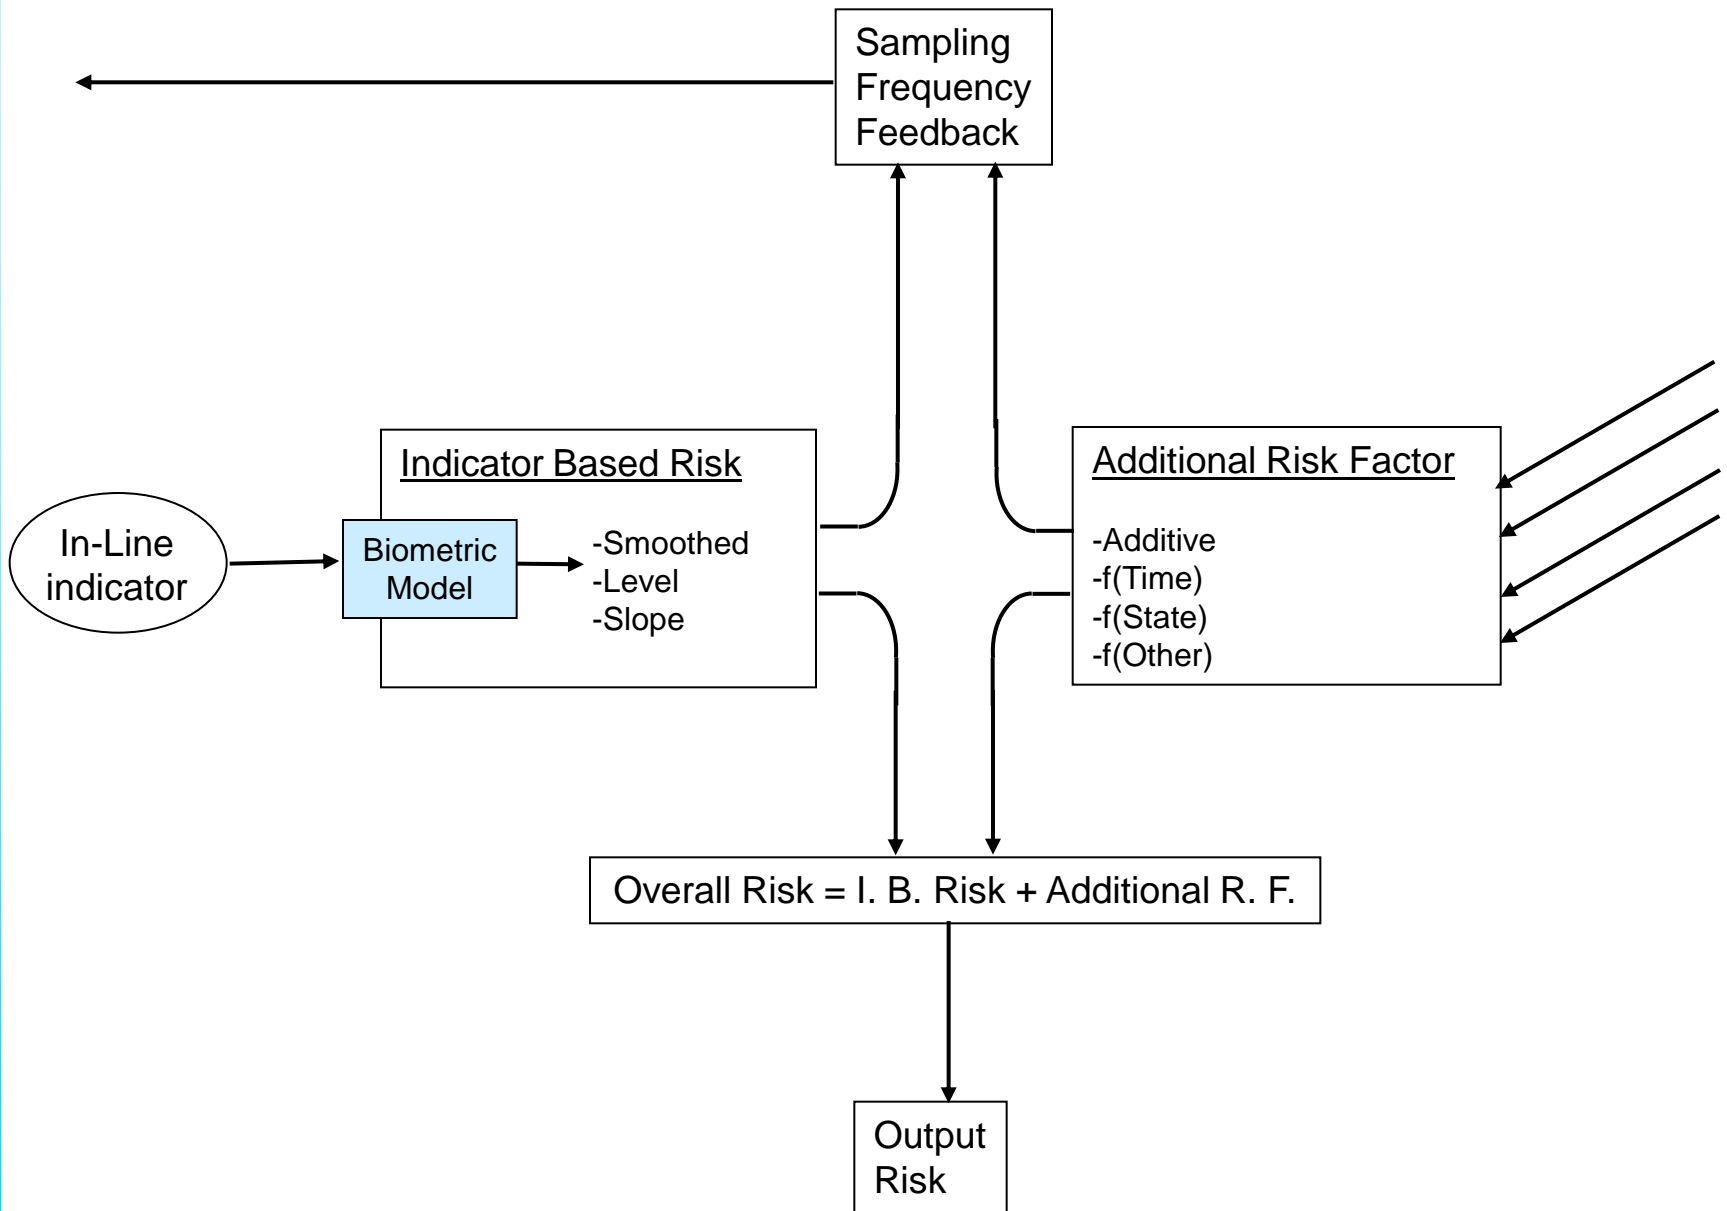 Sampling
Frequency
Feedback
Indicator Based Risk
In-Line
indicator
Biometric
Model
-Smoothed
-Level
-Slope
Additional Risk Factor
-Additive
-f(Time)
-f(State)
-f(Other)
Overall Risk = I. B. Risk + Additional R. F.
Output
Risk